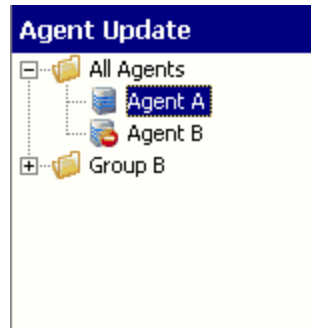 Agent Update
All Agents
Agent A
Agent B
Group B